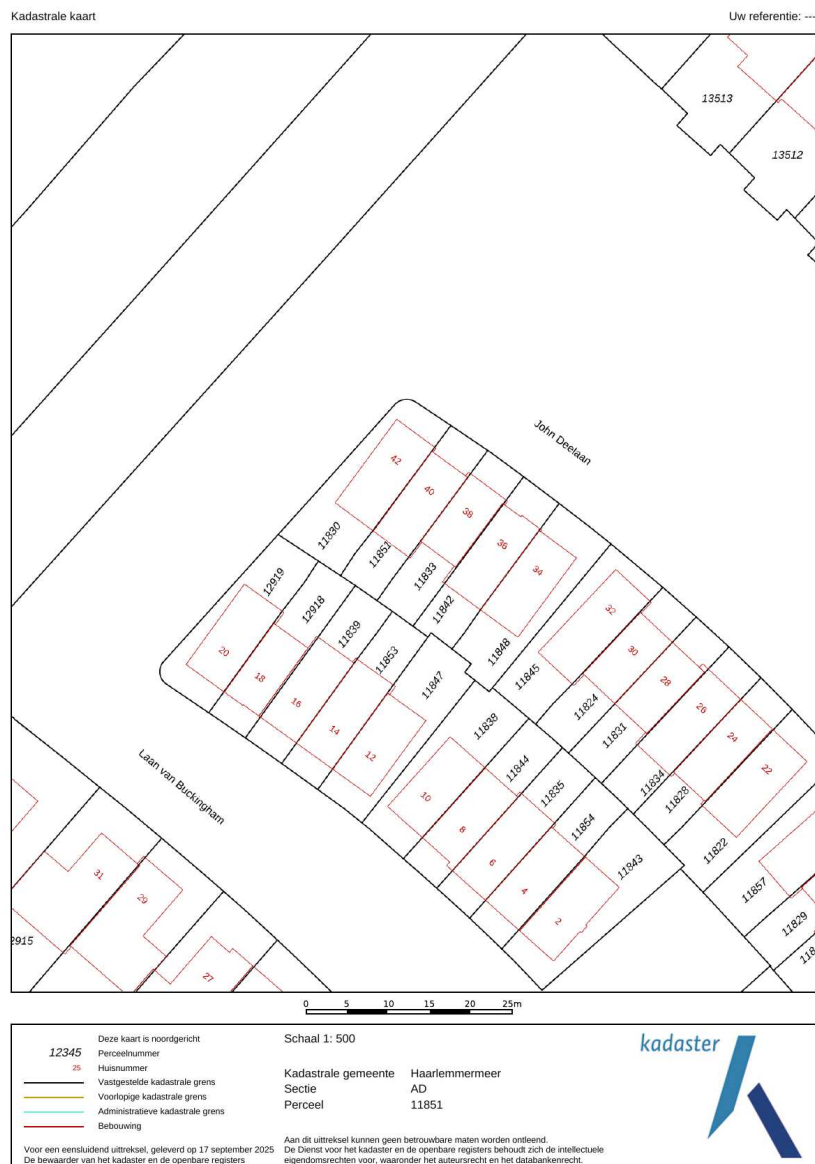 Kadastrale kaart
Uw referentie: ---
13513
13512
John Deelaan
42
40
38
36
34
11830
11851
11833
11842
11848
12919
12918
11839
11853
11847
20
18
16
14
12
32
30
28
26
24
22
11845
11824
11831
11834
11828
11822
11857
11829
118
11838
11844
11835
11854
11843
10
8
6
4
2
Laan van Buckingham
31
29
27
2915
0 5 10 15 20 25m
Deze kaart is noordgericht
12345 Perceelnummer
25 Huisnummer
Vastgestelde kadastrale grens
Voorlopige kadastrale grens
Administratieve kadastrale grens
Bebouwing
Voor een eensluidend uittreksel, geleverd op 17 september 2025
De bewaarder van het kadaster en de openbare registers
Schaal 1: 500
Kadastrale gemeente Haarlemmermeer
Sectie AD
Perceel 11851
Aan dit uittreksel kunnen geen betrouwbare maten worden ontleend.
De Dienst voor het kadaster en de openbare registers behoudt zich de intellectuele
eigendomsrechten voor, waaronder het auteursrecht en het databankenrecht.
kadaster